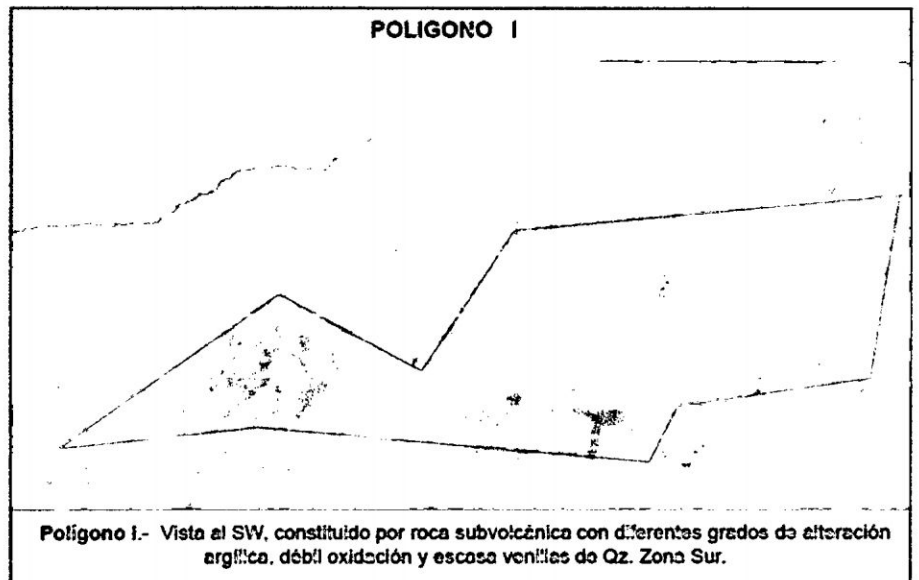 POLIGONO I
Polígono I.- Vista al SW, constituido por roca subvolcánica con diferentes grados de alteración
argílica, débil oxidación y escasa venillas de Qz. Zona Sur.